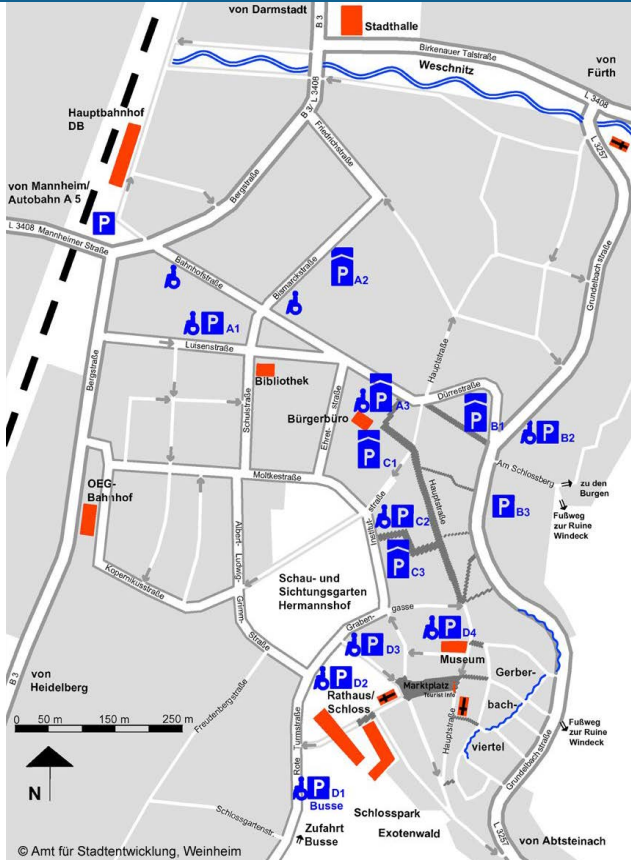 von Darmstadt
B 3
Stadthalle
Birkenauer Talstraße
Weschnitz
von
Fürth
L 3408
L 3257
B 3/ L 3408
Hauptbahnhof
DB
Friedrichstraße
Bergstraße
von Mannheim/
Autobahn A 5
P
L 3408 Mannheimer Straße
Bahnhofstraße
Bismarckstraße
P
A2
Grundelbachstraße
P A1
Luisenstraße
Hauptstraße
Bergstraße
Bibliothek
Schulstraße
Ehret-
straße
Bürgerbüro
P A3
Dürrestraße
P
B1
P B2
P
C1
Am Schlossberg
zu den
Burgen
OEG-
Bahnhof
Moltkestraße
Hauptstraße
P
B3
Fußweg
zur Ruine
Windeck
Institut-
straße
P C2
P
C3
Albert-
Ludwig-
Grimm-
Straße
Kopernikusstraße
Schau- und
Sichtungsgarten
Hermannshof
Graben-
gasse
P D4
P
D3
Museum
Gerber-
bach-
viertel
von
Heidelberg
B 3
P
D2
Rathaus/
Schloss
Marktplatz
Tourist Info
Freudenbergstraße
0 50 m 100 m 150 m 250 m
Rote Turmstraße
Hauptstraße
Fußweg
zur Ruine
Windeck
Grundelbachstraße
N
P D1
Busse
Schlosspark
Exotenwald
Schlossgartenstr.
Zufahrt
Busse
L 3257
von Abtsteinach
© Amt für Stadtentwicklung, Weinheim